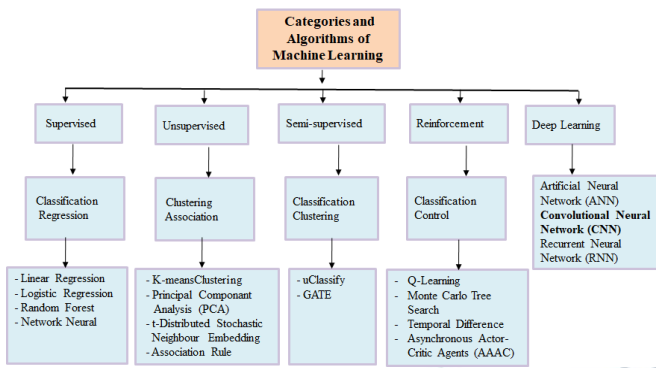 Categories and
Algorithms of
Machine Learning
Supervised
Unsupervised
Semi-supervised
Reinforcement
Deep Learning
Classification
Regression
Clustering
Association
Classification
Clustering
Classification
Control
Artificial Neural
Network (ANN)
Convolutional Neural
Network (CNN)
Recurrent Neural
Network (RNN)
- Linear Regression
- Logistic Regression
- Random Forest
- Network Neural
- K-meansClustering
- Principal Componant
Analysis (PCA)
- t-Distributed Stochastic
Neighbour Embedding
- Association Rule
- uClassify
- GATE
- Q-Learning
- Monte Carlo Tree
Search
- Temporal Difference
- Asynchronous Actor-
Critic Agents (AAAC)